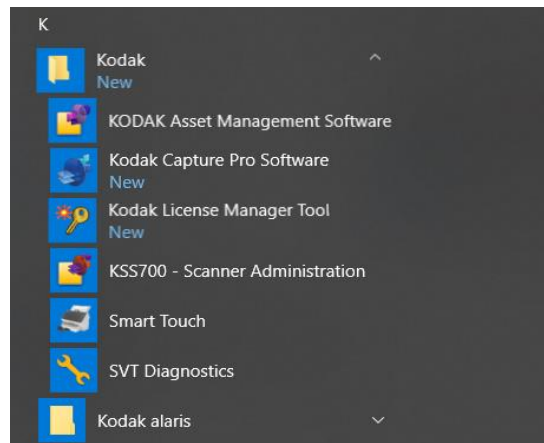 K
Kodak
New
KODAK Asset Management Software
Kodak Capture Pro Software
New
Kodak License Manager Tool
New
KSS700 - Scanner Administration
Smart Touch
SVT Diagnostics
Kodak alaris